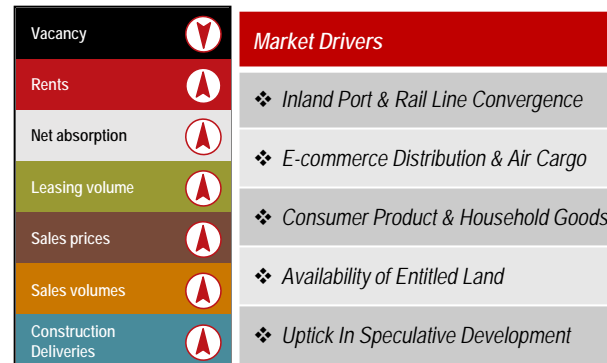 Vacancy
Rents
Net absorption
Leasing volume
Sales prices
Sales volumes
Construction
Deliveries
Market Drivers
❖ Inland Port & Rail Line Convergence
❖ E-commerce Distribution & Air Cargo
❖ Consumer Product & Household Goods
❖ Availability of Entitled Land
❖ Uptick In Speculative Development